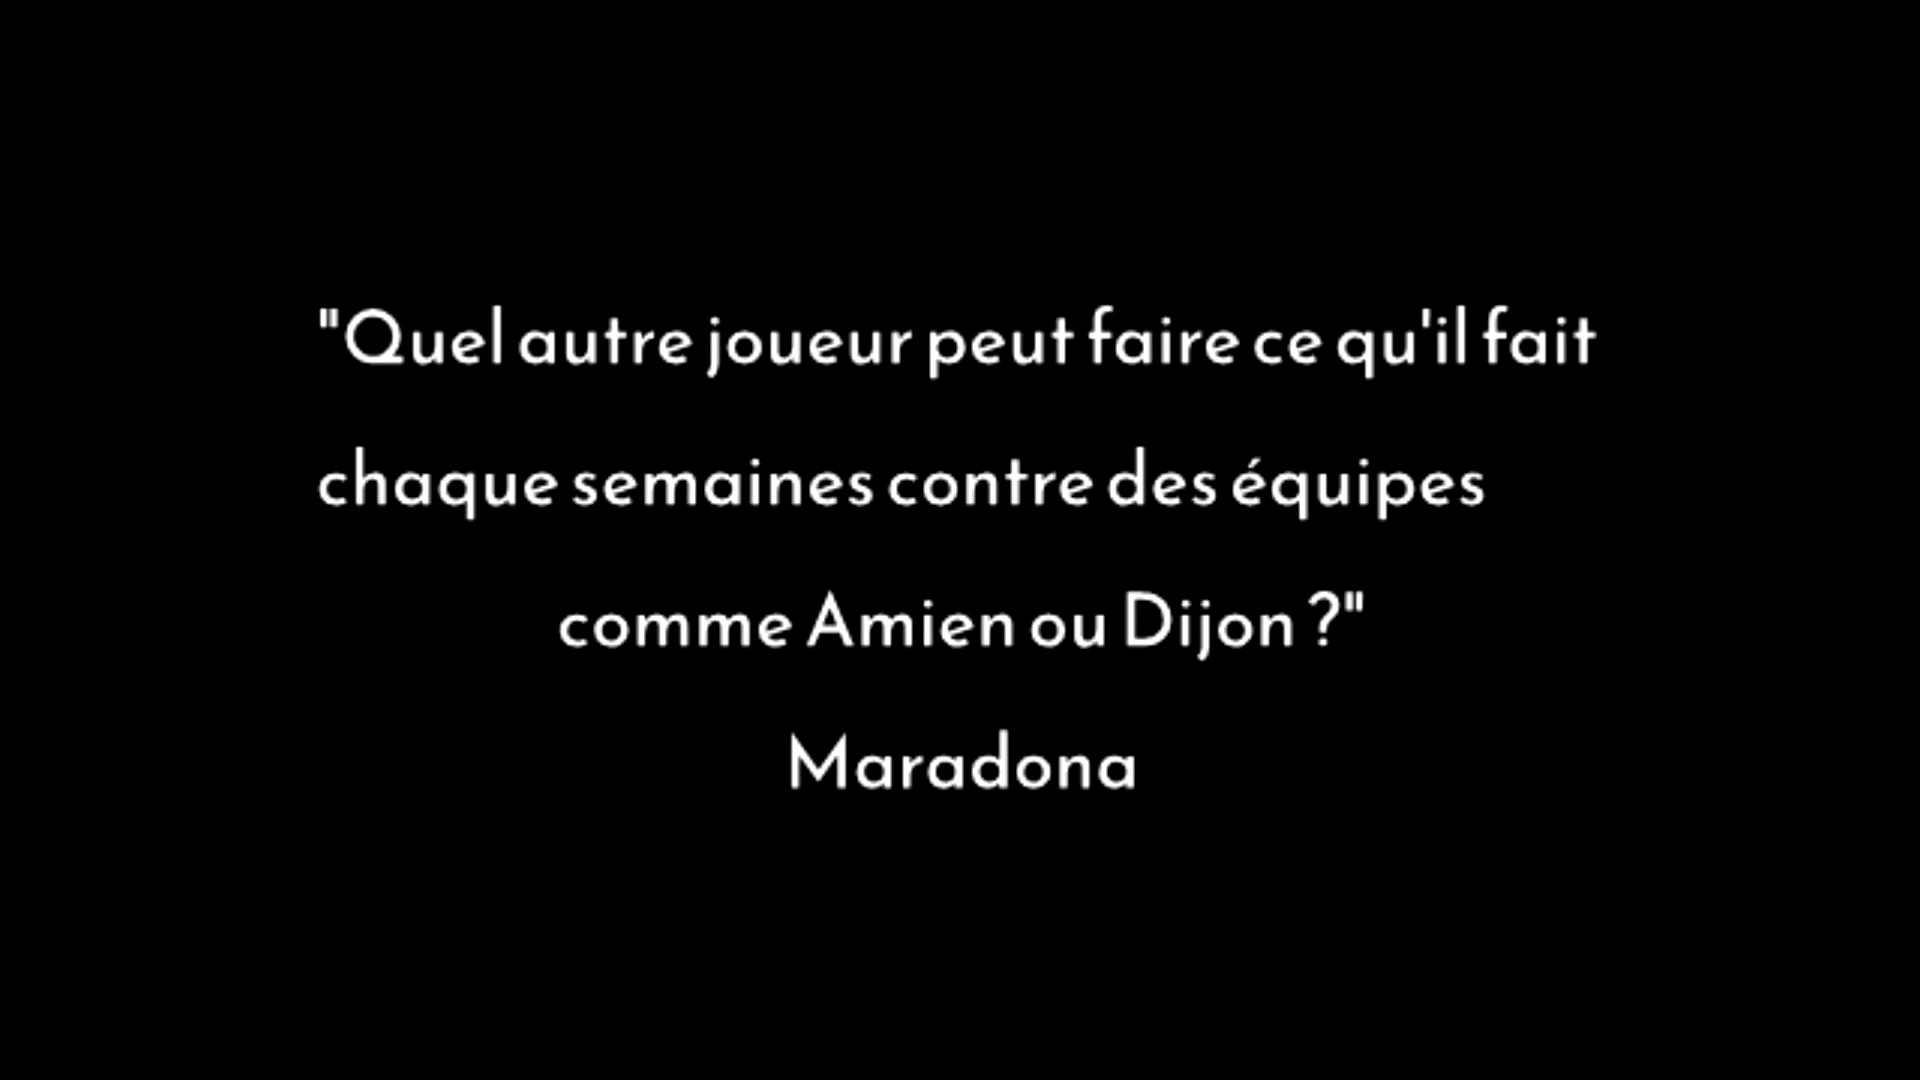 "Quel autre joueur peut faire ce qu'il fait
chaque semaines contre des équipes
comme Amien ou Dijon ?"
Maradona